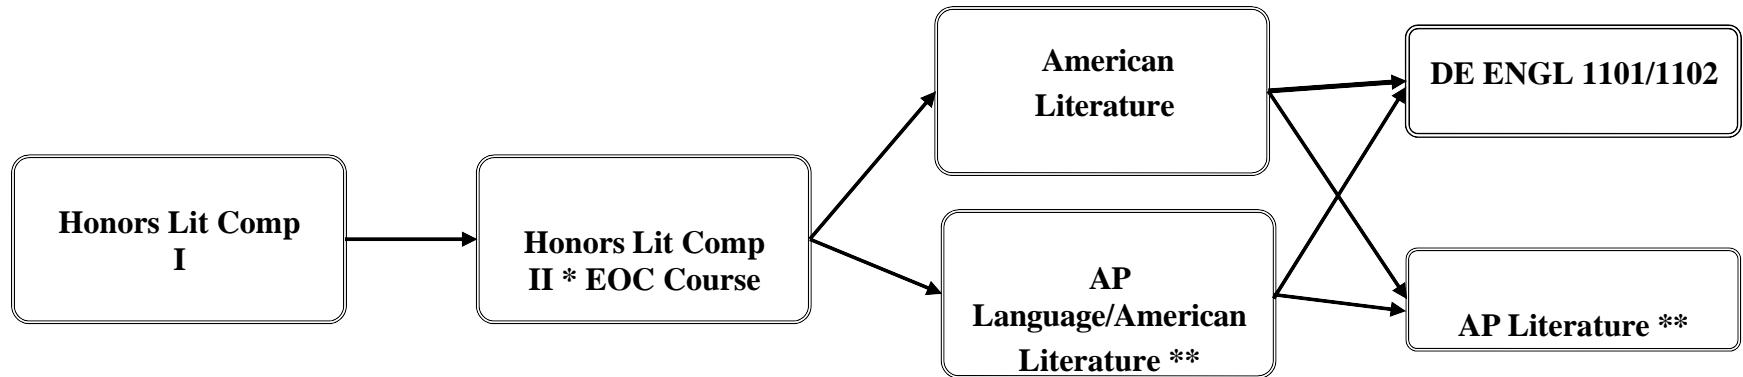 Honors Lit Comp
I
Honors Lit Comp
II * EOC Course
American
Literature
AP
Language/American
Literature **
DE ENGL 1101/1102
AP Literature **